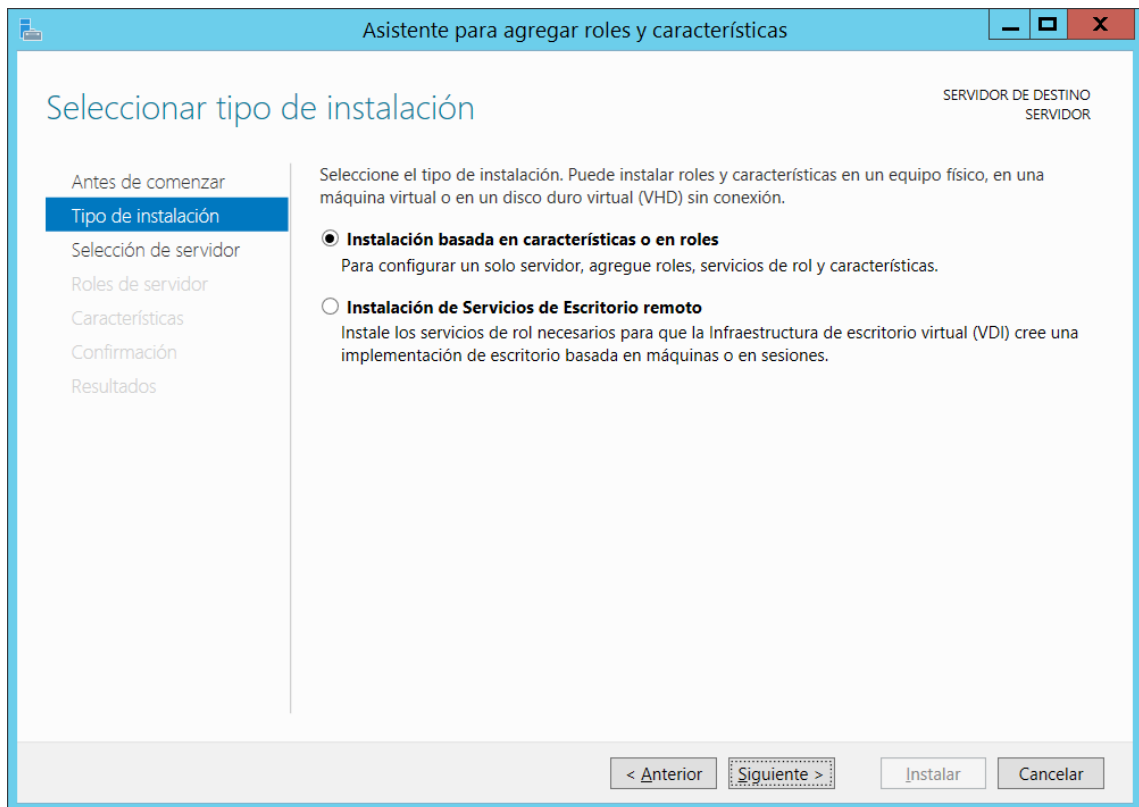 Asistente para agregar roles y características
Seleccionar tipo de instalación
SERVIDOR DE DESTINO
SERVIDOR
Antes de comenzar
Tipo de instalación
Selección de servidor
Roles de servidor
Características
Confirmación
Resultados
Seleccione el tipo de instalación. Puede instalar roles y características en un equipo físico, en una
máquina virtual o en un disco duro virtual (VHD) sin conexión.
Instalación basada en características o en roles
Para configurar un solo servidor, agregue roles, servicios de rol y características.
Instalación de Servicios de Escritorio remoto
Instale los servicios de rol necesarios para que la Infraestructura de escritorio virtual (VDI) cree una
implementación de escritorio basada en máquinas o en sesiones.
< Anterior
Siguiente >
Instalar
Cancelar